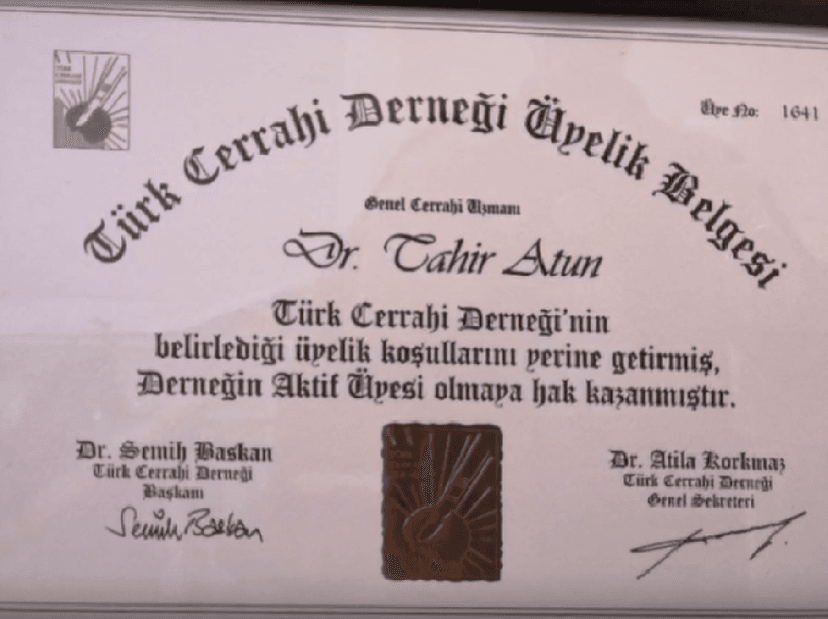 Üye No: 1641
Türk Cerrahi Derneği Üyelik Belgesi
Genel Cerrahi Uzmanı
Dr. Tahir Atun
Türk Cerrahi Derneği'nin
belirlediği üyelik koşullarını yerine getirmiş,
Derneğin Aktif Üyesi olmaya hak kazanmıştır.
Dr. Semih Baskan
Türk Cerrahi Derneği
Başkanı
Semih Baskan
Dr. Atila Korkmaz
Türk Cerrahi Derneği
Genel Sekreteri